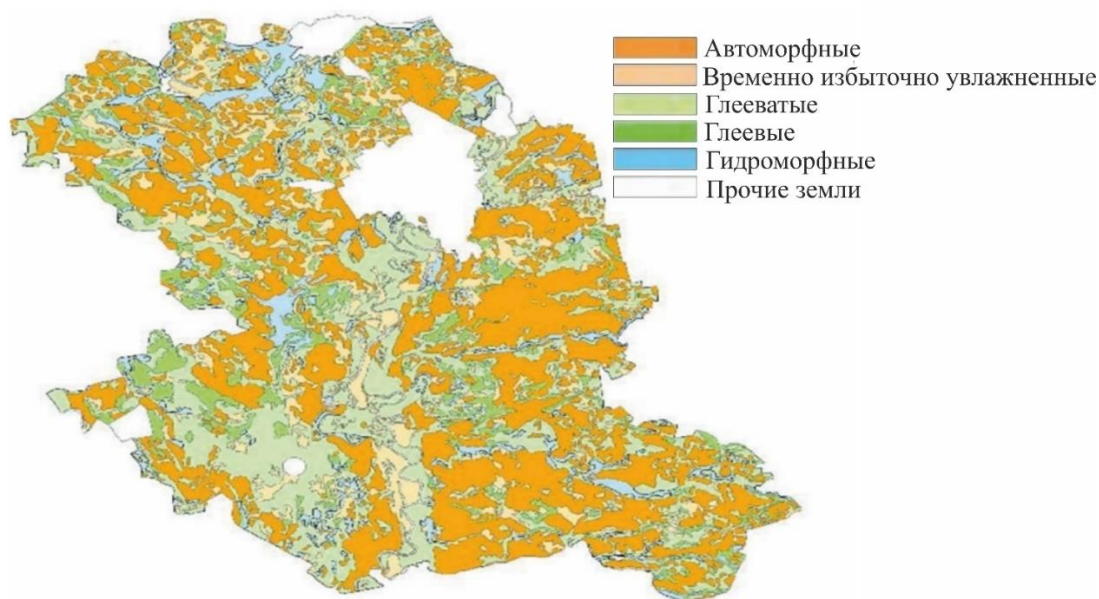 Автоморфные
Временно избыточно увлажненные
Глееватые
Глеевые
Гидроморфные
Прочие земли